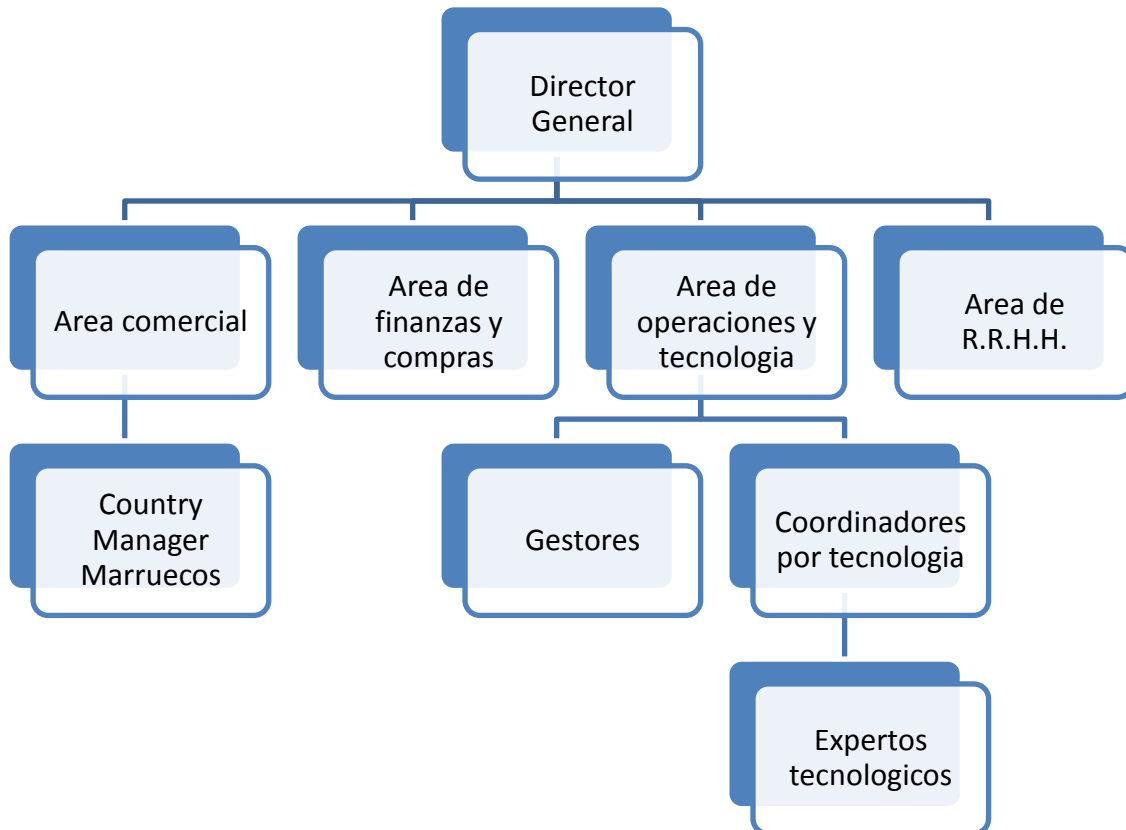 Director
General
Area comercial
Area de
finanzas y
compras
Area de
operaciones y
tecnologia
Area de
R.R.H.H.
Country
Manager
Marruecos
Gestores
Coordinadores
por tecnologia
Expertos
tecnologicos